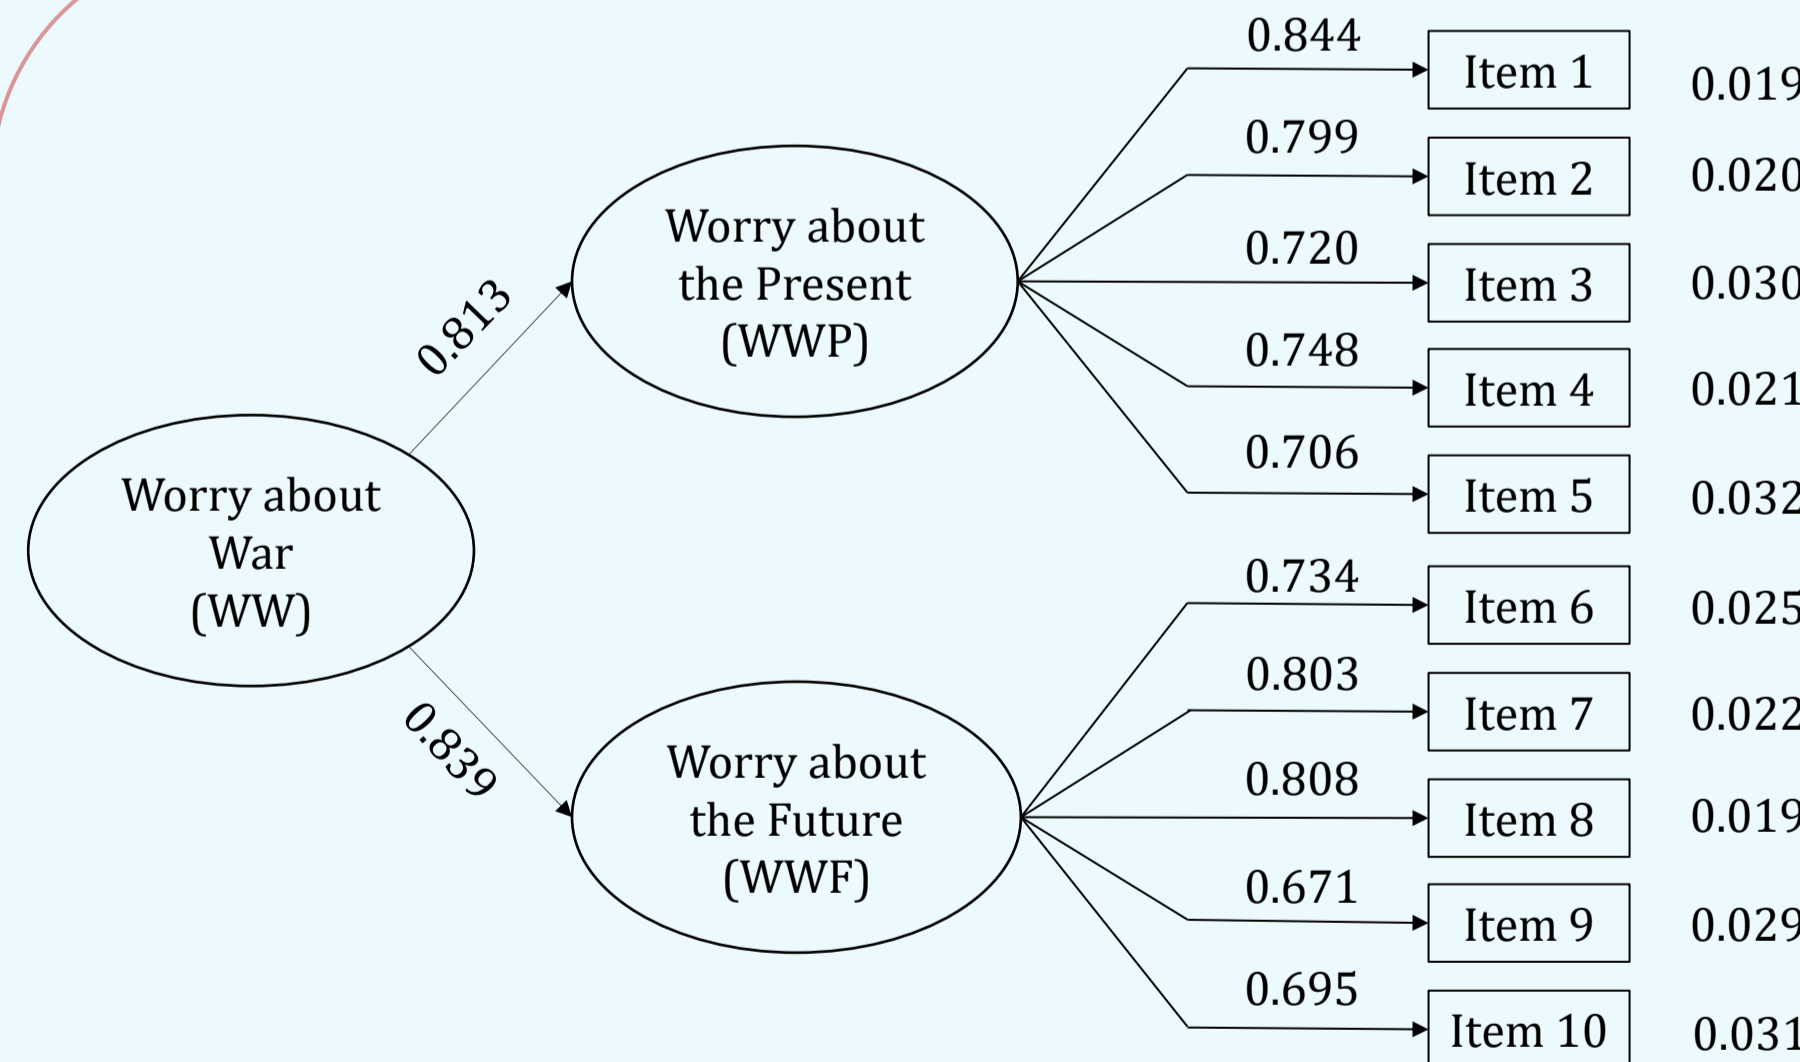 0.844
Item 1
0.019
0.799
Item 2
0.020
0.720
Item 3
0.030
0.748
Item 4
0.021
0.706
Item 5
0.032
Worry about
the Present
(WWP)
0.813
Worry about
War
(WW)
0.839
Worry about
the Future
(WWF)
0.734
Item 6
0.025
0.803
Item 7
0.022
0.808
Item 8
0.019
0.671
Item 9
0.029
0.695
Item 10
0.031